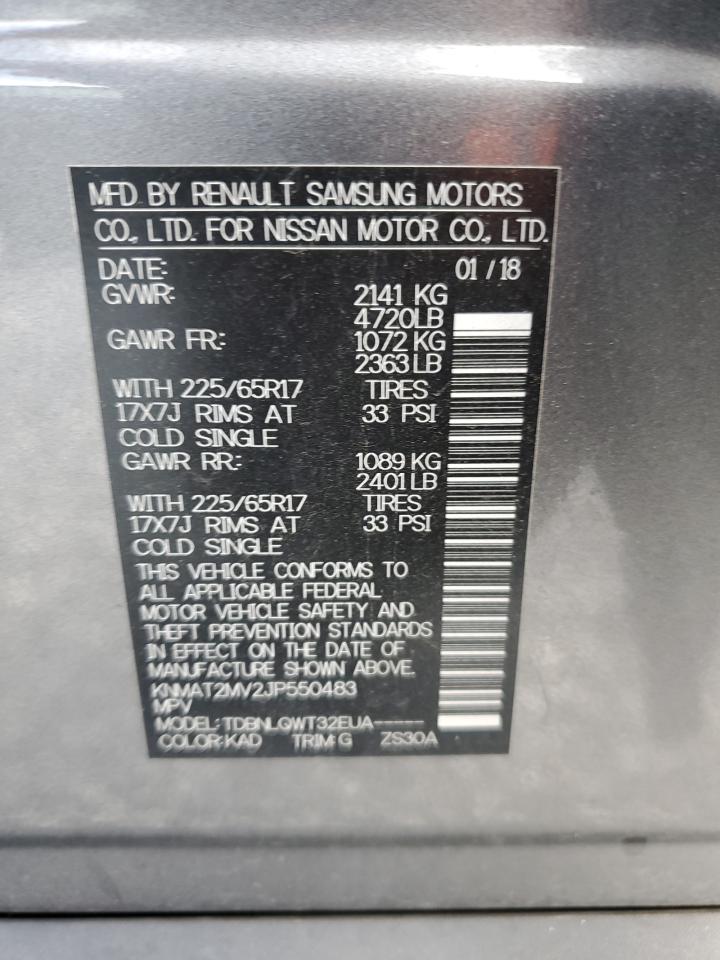 MFD BY RENAULT SAMSUNG MOTORS
CO., LTD. FOR NISSAN MOTOR CO., LTD.
DATE: 01 / 18
GVWR: 2141 KG
4720LB
GAWR FR: 1072 KG
2363LB
WITH 225/65R17 TIRES
17X7J RIMS AT 33 PSI
COLD SINGLE
GAWR RR: 1089 KG
2401LB
WITH 225/65R17 TIRES
17X7J RIMS AT 33 PSI
COLD SINGLE
THIS VEHICLE CONFORMS TO
ALL APPLICABLE FEDERAL
MOTOR VEHICLE SAFETY AND
THEFT PREVENTION STANDARDS
IN EFFECT ON THE DATE OF
MANUFACTURE SHOWN ABOVE.
KNMAT2MV2JP550483
MPV
MODEL: TDBNLQWT32EUA-----
COLOR: KAD TRIM: G ZS30A